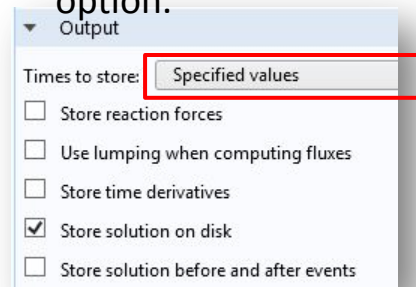 option.
Output
Times to store: Specified values
Store reaction forces
Use lumping when computing fluxes
Store time derivatives
Store solution on disk
Store solution before and after events